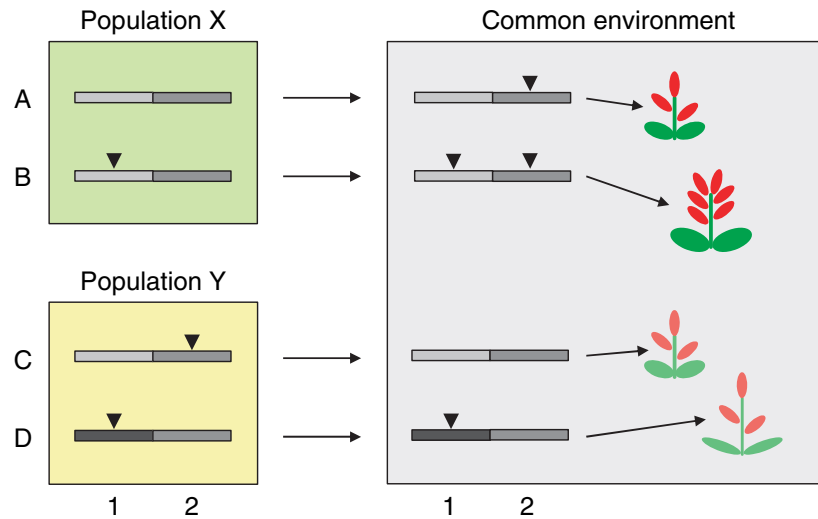 Population X
Common environment
A
B
Population Y
C
D
1 2
1 2